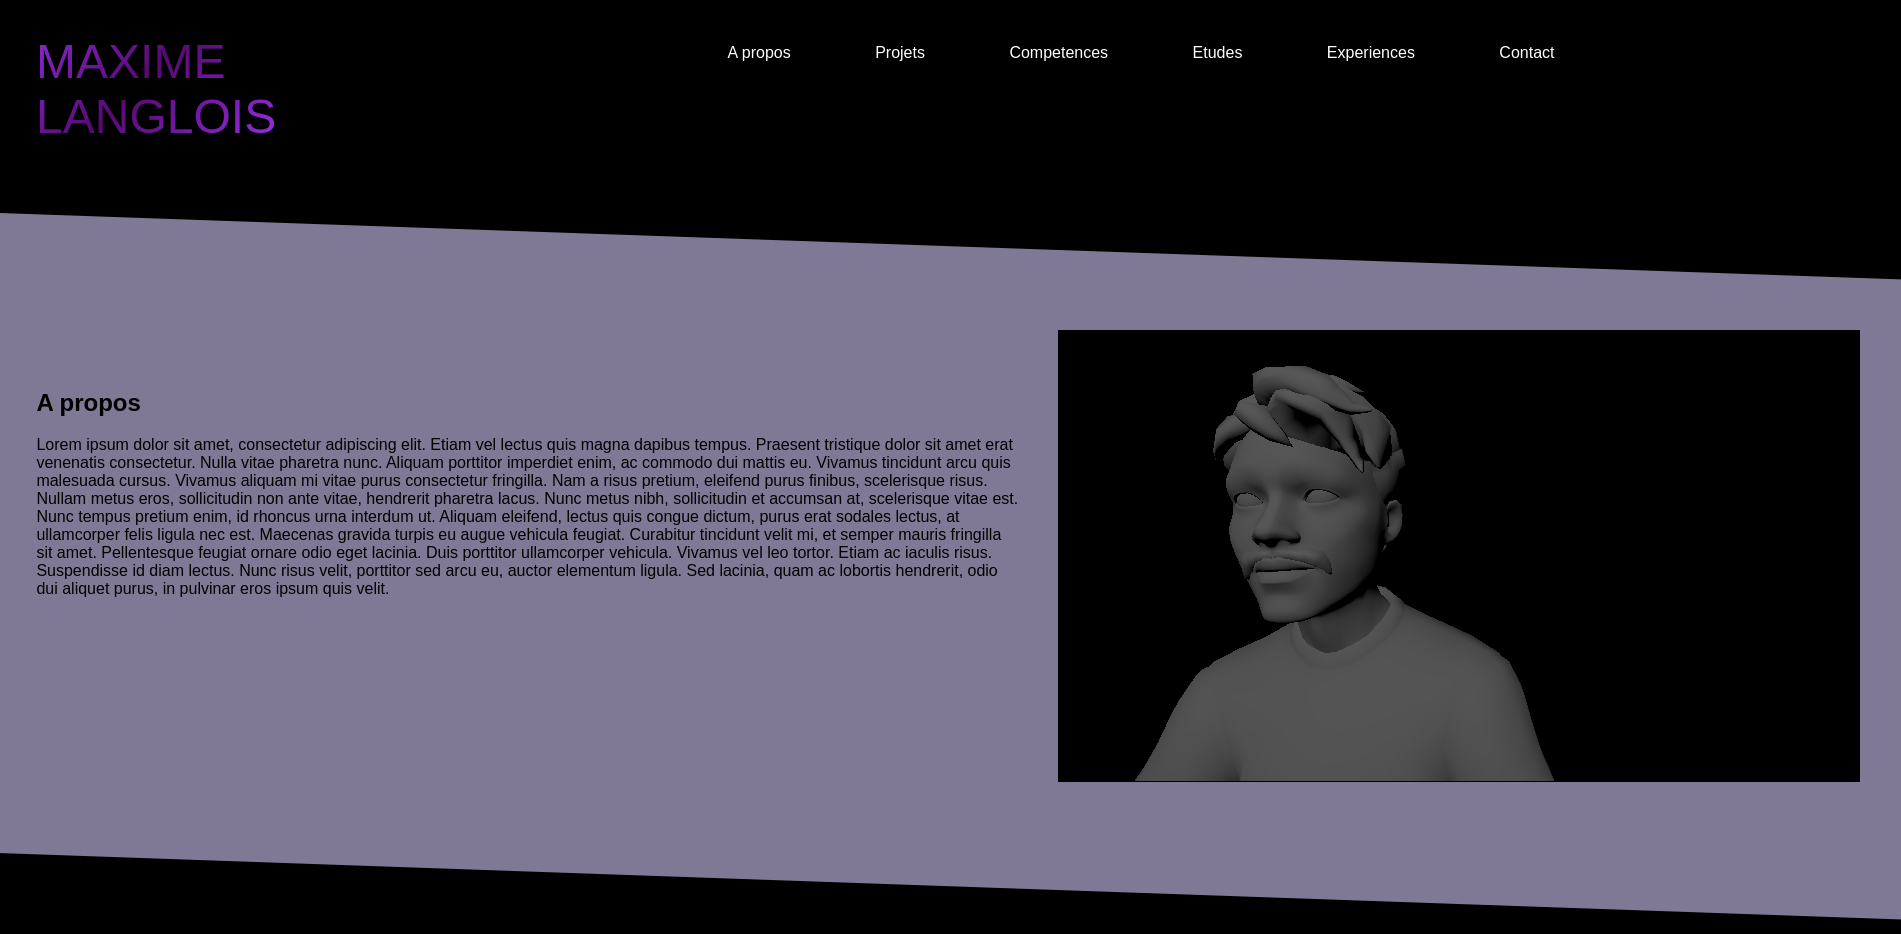 MAXIME
LANGLOIS
A propos Projets Competences Etudes Experiences Contact
A propos
Lorem ipsum dolor sit amet, consectetur adipiscing elit. Etiam vel lectus quis magna dapibus tempus. Praesent tristique dolor sit amet erat
venenatis consectetur. Nulla vitae pharetra nunc. Aliquam porttitor imperdiet enim, ac commodo dui mattis eu. Vivamus tincidunt arcu quis
malesuada cursus. Vivamus aliquam mi vitae purus consectetur fringilla. Nam a risus pretium, eleifend purus finibus, scelerisque risus.
Nullam metus eros, sollicitudin non ante vitae, hendrerit pharetra lacus. Nunc metus nibh, sollicitudin et accumsan at, scelerisque vitae est.
Nunc tempus pretium enim, id rhoncus urna interdum ut. Aliquam eleifend, lectus quis congue dictum, purus erat sodales lectus, at
ullamcorper felis ligula nec est. Maecenas gravida turpis eu augue vehicula feugiat. Curabitur tincidunt velit mi, et semper mauris fringilla
sit amet. Pellentesque feugiat ornare odio eget lacinia. Duis porttitor ullamcorper vehicula. Vivamus vel leo tortor. Etiam ac iaculis risus.
Suspendisse id diam lectus. Nunc risus velit, porttitor sed arcu eu, auctor elementum ligula. Sed lacinia, quam ac lobortis hendrerit, odio
dui aliquet purus, in pulvinar eros ipsum quis velit.